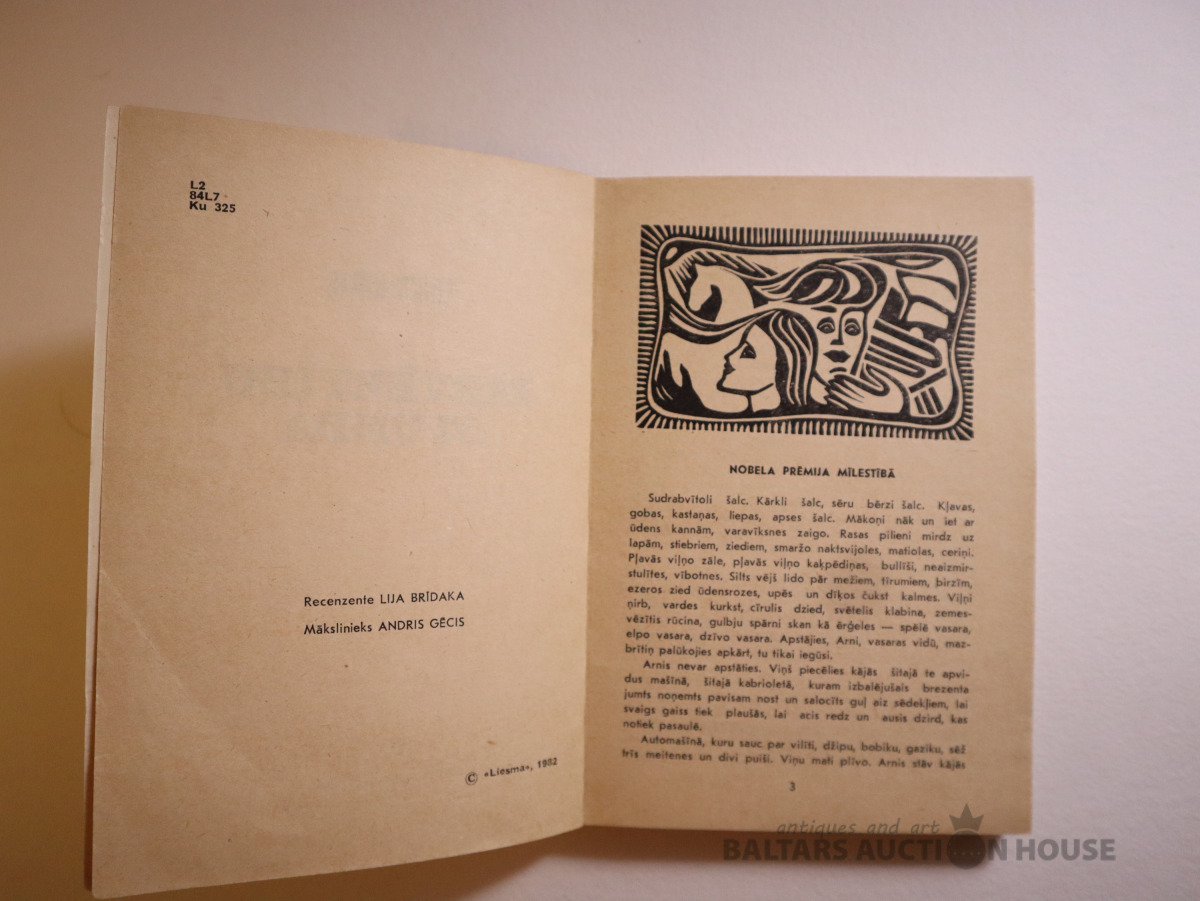 L2
84L7
Ku 325
Recenzente LIJA BRĪDAKA
Mākslinieks ANDRIS GĒCIS
© «Liesma», 1982
NOBELA PRĒMIJA MĪLESTĪBĀ
Sudrabvītoli šalc. Kārkli šalc, sēru bērzi šalc. Kļavas,
gobas, kastaņas, liepas, apses šalc. Mākoņi nāk un iet ar
ūdens kannām, varavīksnes zaigo. Rasas pilieni mirdz uz
lapām, stiebriem, ziediem, smaržo naktsvijoles, matiolas, ceriņi.
Pļavās viļņo zāle, pļavās viļņo kaķpēdiņas, bullīši, neaizmir-
stulītes, vībotnes. Silts vējš lido pār mežiem, tīrumiem, birzīm,
ezeros zied ūdensrozes, upēs un dīķos čukst kalmes. Viļņi
ņirb, vardes kurkst, cīrulis dzied, svētelis klabina, zemes-
vēzītis rūcina, gulbju spārni skan kā ērģeles — spēlē vasara,
elpo vasara, dzīvo vasara. Apstājies, Arni, vasaras vidū, maz-
brītiņ palūkojies apkārt, tu tikai iegūsi.
Arnis nevar apstāties. Viņš piecēlies kājās šitajā te apvi-
dus mašīnā, šitajā kabrioletā, kuram izbalējušais brezenta
jumts noņemts pavisam nost un salocīts guļ aiz sēdekļiem, lai
svaigs gaiss tiek plaušās, lai acis redz un ausis dzird, kas
notiek pasaulē.
Automašīnā, kuru sauc par vilīti, džipu, bobiku, gaziku, sēž
trīs meitenes un divi puiši. Viņu mati plīvo. Arnis stāv kājās
3
antiques and art
BALTARS AUCTION HOUSE